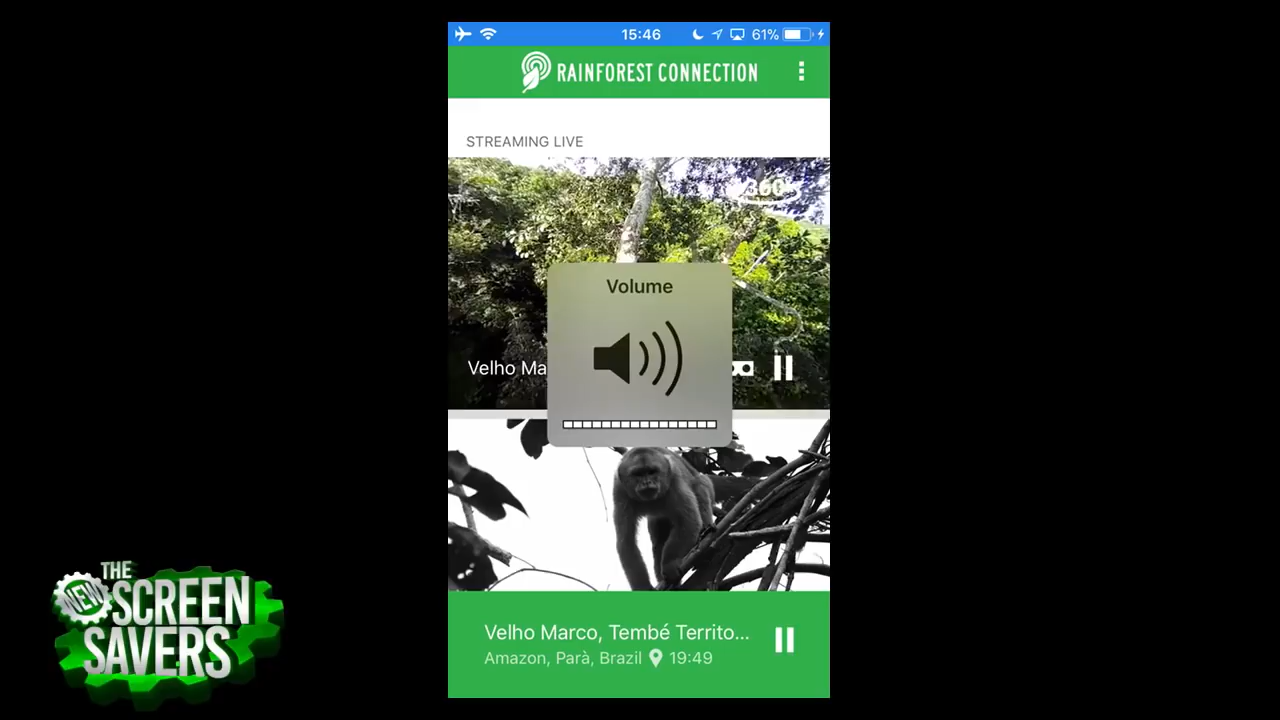 15:46
61%
RAINFOREST CONNECTION
STREAMING LIVE
360°
Volume
Velho Ma
Velho Marco, Tembé Territo...
Amazon, Parà, Brazil 19:49
THE
NEW
SCREEN
SAVERS